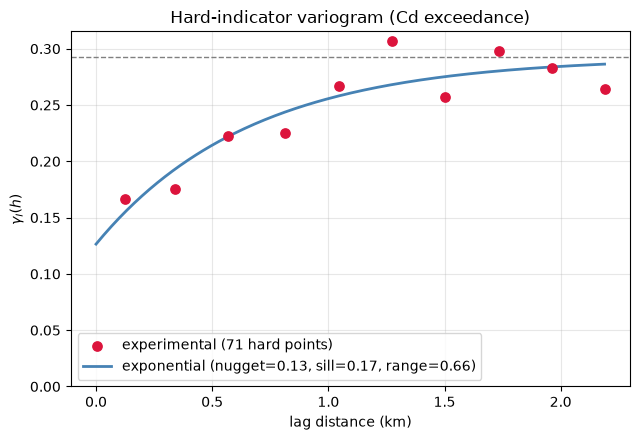 Hard-indicator variogram (Cd exceedance)
γᵢ(h)
0.30
0.25
0.20
0.15
0.10
0.05
0.00
experimental (71 hard points)
exponential (nugget=0.13, sill=0.17, range=0.66)
0.0 0.5 1.0 1.5 2.0
lag distance (km)